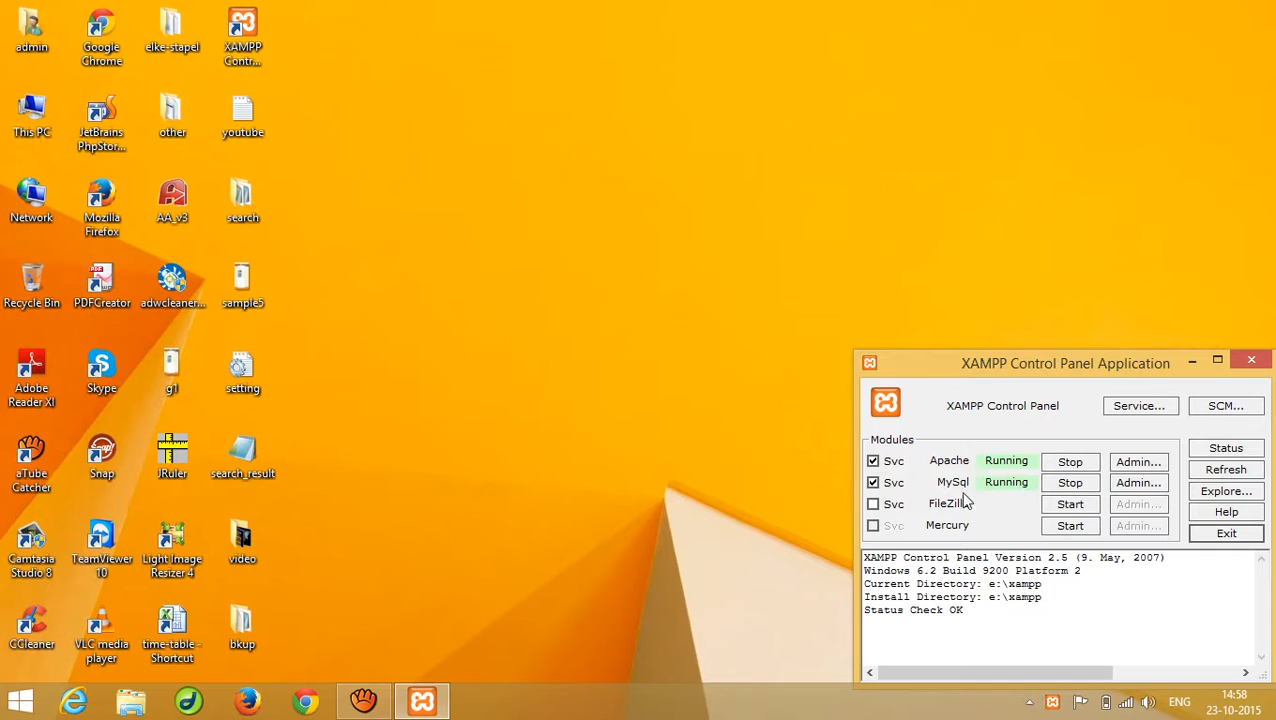 admin
Google
Chrome
elke-stapel
XAMPP
Contr...
This PC
JetBrains
PhpStor...
other
youtube
Network
Mozilla
Firefox
AA_v3
search
Recycle Bin
PDFCreator
adwcleaner...
sample5
Adobe
Reader XI
Skype
g1
setting
aTube
Catcher
Snap
JRuler
search_result
Camtasia
Studio 8
TeamViewer
10
Light Image
Resizer 4
video
CCleaner
VLC media
player
time-table -
Shortcut
bkup
XAMPP Control Panel Application
XAMPP Control Panel
Service...
SCM...
Modules
Svc Apache Running Stop Admin...
Svc MySql Running Stop Admin...
Svc FileZilla Start Admin...
Svc Mercury Start Admin...
Status
Refresh
Explore...
Help
Exit
XAMPP Control Panel Version 2.5 (9. May, 2007)
Windows 6.2 Build 9200 Platform 2
Current Directory: e:\xampp
Install Directory: e:\xampp
Status Check OK
ENG
14:58
23-10-2015